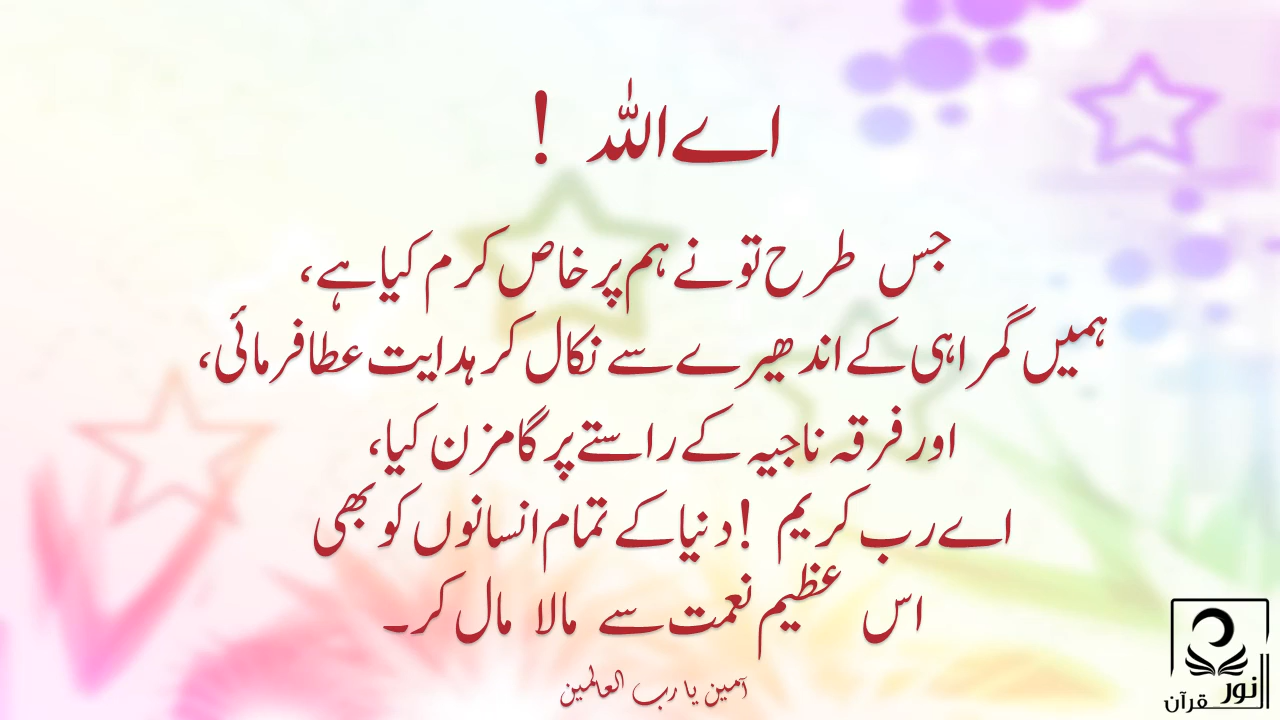 اے اللہ !
جس طرح تو نے ہم پر خاص کرم کیا ہے،
ہمیں گمراہی کے اندھیرے سے نکال کر ہدایت عطا فرمائی،
اور فرقہ ناجیہ کے راستے پر گامزن کیا،
اے رب کریم ! دنیا کے تمام انسانوں کو بھی
اس عظیم نعمت سے مالا مال کر۔
آمین یا رب العالمین
نور قرآن